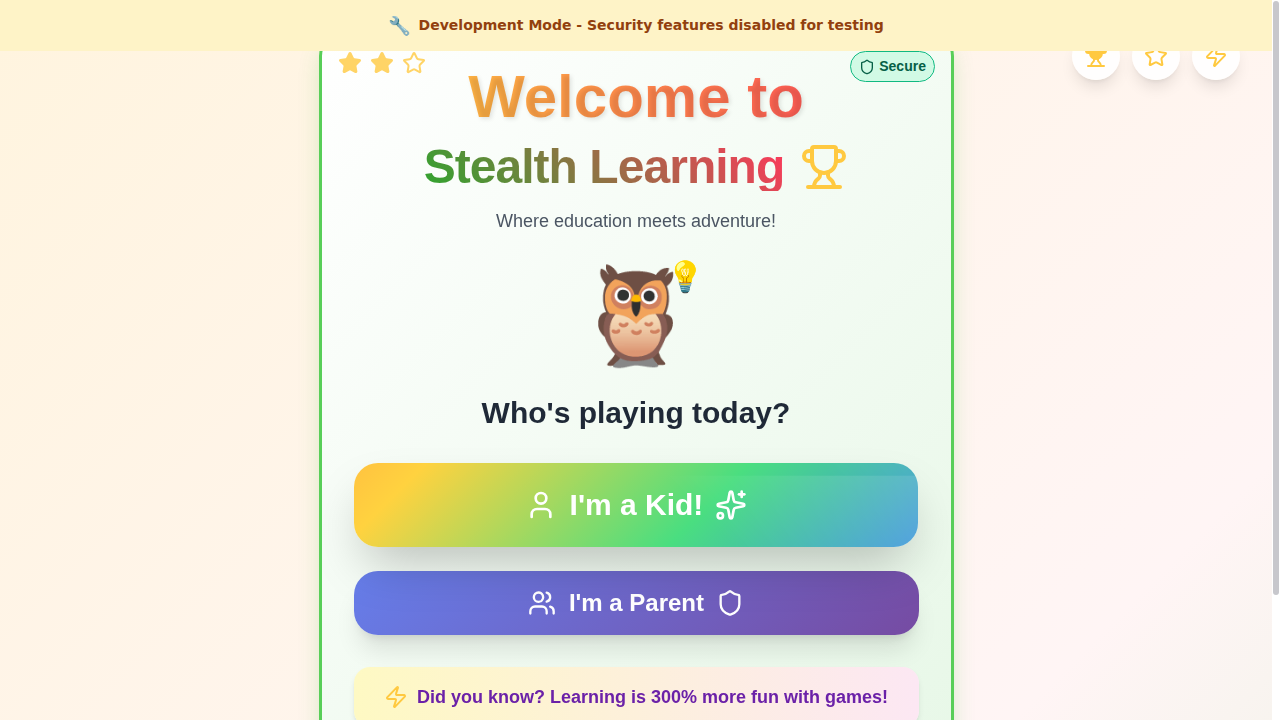 Development Mode - Security features disabled for testing
Secure
Welcome to
Stealth Learning
Where education meets adventure!
Who's playing today?
I'm a Kid!
I'm a Parent
Did you know? Learning is 300% more fun with games!